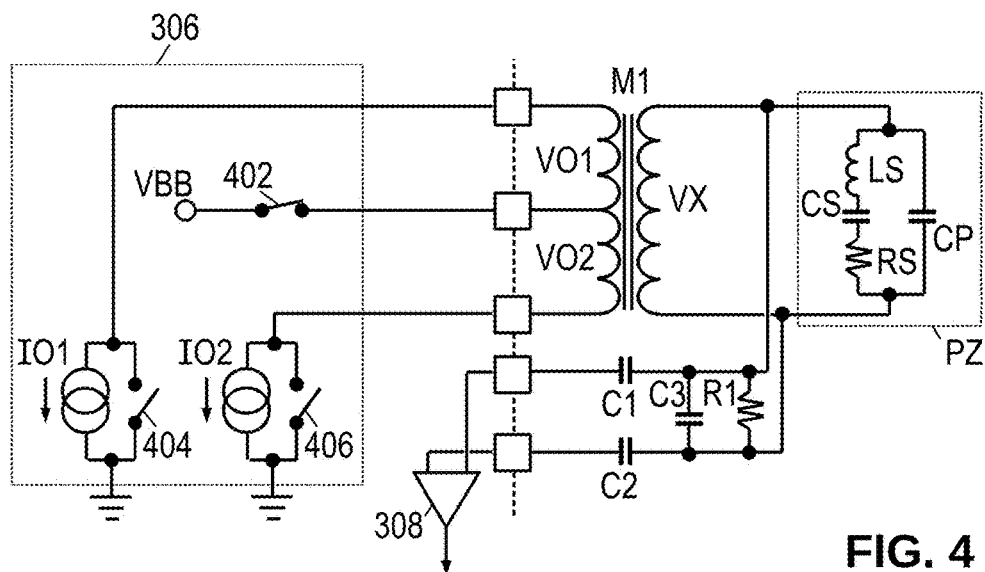 306
M1
VO1
VBB
402
VX
LS
CS
CP
VO2
RS
IO1
IO2
PZ
C1
C3
R1
404
406
C2
308
FIG. 4